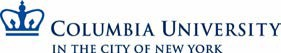 COLUMBIA UNIVERSITY
IN THE CITY OF NEW YORK